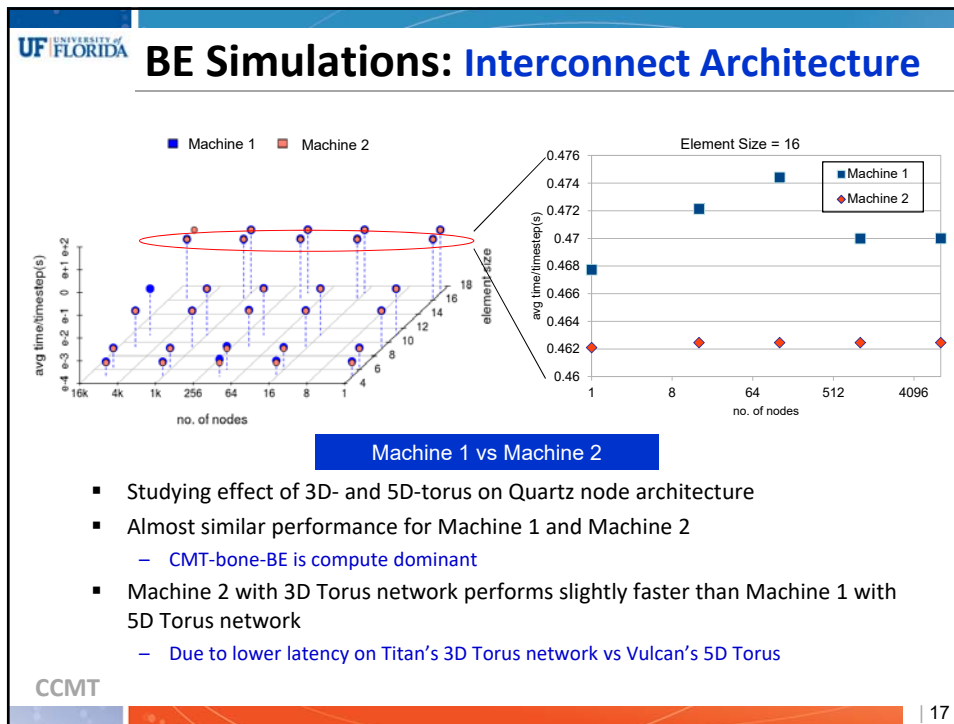 UF UNIVERSITY of FLORIDA
BE Simulations: Interconnect Architecture
Machine 1 Machine 2
avg time/timestep(s)
e+2
e+1
0
e-1
e-2
e-3
e-4
16k 4k 1k 256 64 16 8 1
no. of nodes
4 6 8 10 12 14 16 18
element size
Element Size = 16
Machine 1
Machine 2
avg time/timestep(s)
0.476
0.474
0.472
0.47
0.468
0.466
0.464
0.462
0.46
1 8 64 512 4096
no. of nodes
Machine 1 vs Machine 2
▪ Studying effect of 3D- and 5D-torus on Quartz node architecture
▪ Almost similar performance for Machine 1 and Machine 2
– CMT-bone-BE is compute dominant
▪ Machine 2 with 3D Torus network performs slightly faster than Machine 1 with
5D Torus network
– Due to lower latency on Titan’s 3D Torus network vs Vulcan’s 5D Torus
CCMT
| 17